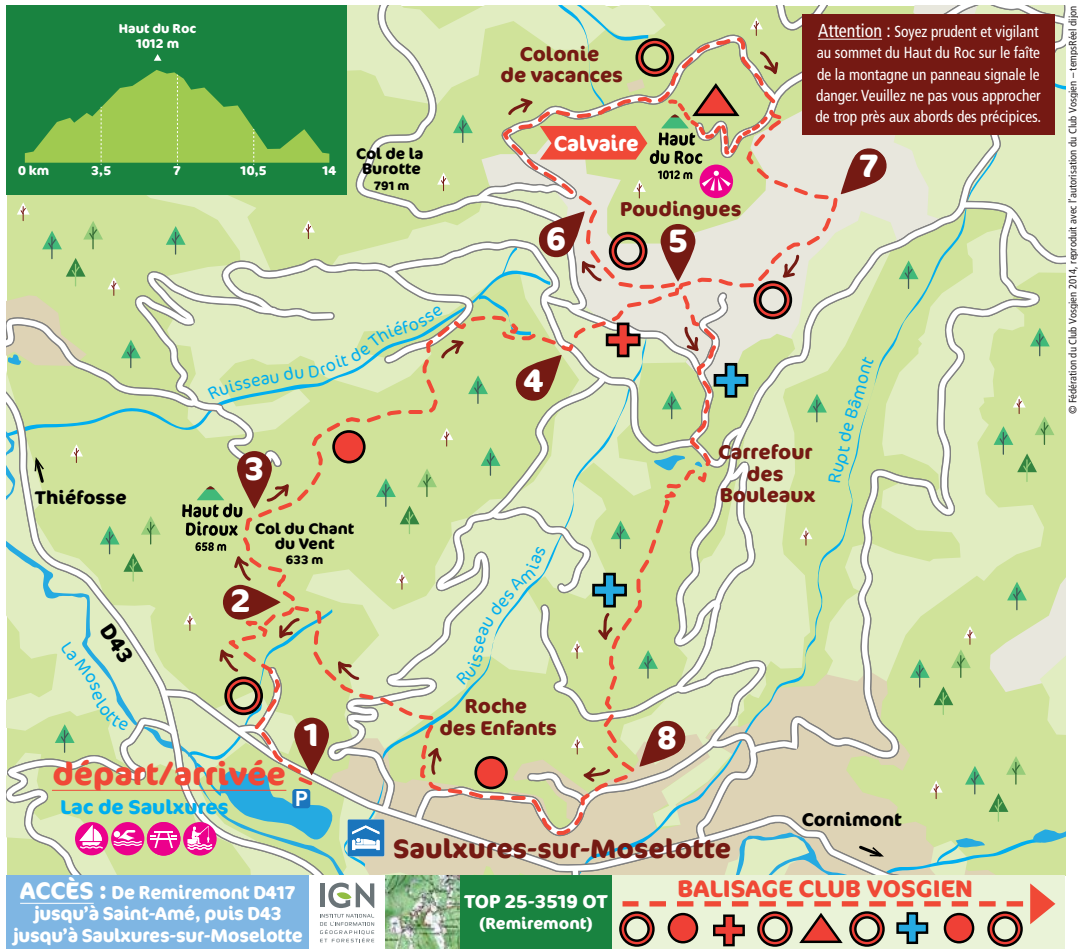 Haut du Roc
1012 m
0 km
3,5
7
10,5
14
Attention : Soyez prudent et vigilant
au sommet du Haut du Roc sur le faîte
de la montagne un panneau signale le
danger. Veuillez ne pas vous approcher
de trop près aux abords des précipices.
© Fédération du Club Vosgien 2014, reproduit avec l'autorisation du Club Vosgien – tempsRéel dijon
Colonie
de vacances
Calvaire
Haut
du Roc
1012 m
Col de la
Burotte
791 m
7
Poudingues
6
5
Ruisseau du Droit de Thiéfosse
4
Rupt de Bâmont
Carrefour
des
Bouleaux
3
Thiéfosse
Haut du
Diroux
658 m
Col du Chant
du Vent
633 m
2
Ruisseau des Amias
D43
La Moselotte
Roche
des Enfants
1
8
départ/arrivée
P
Lac de Saulxures
Cornimont
Saulxures-sur-Moselotte
ACCÈS : De Remiremont D417
jusqu'à Saint-Amé, puis D43
jusqu'à Saulxures-sur-Moselotte
IGN
INSTITUT NATIONAL
DE L'INFORMATION
GÉOGRAPHIQUE
ET FORESTIÈRE
TOP 25-3519 OT
(Remiremont)
BALISAGE CLUB VOSGIEN